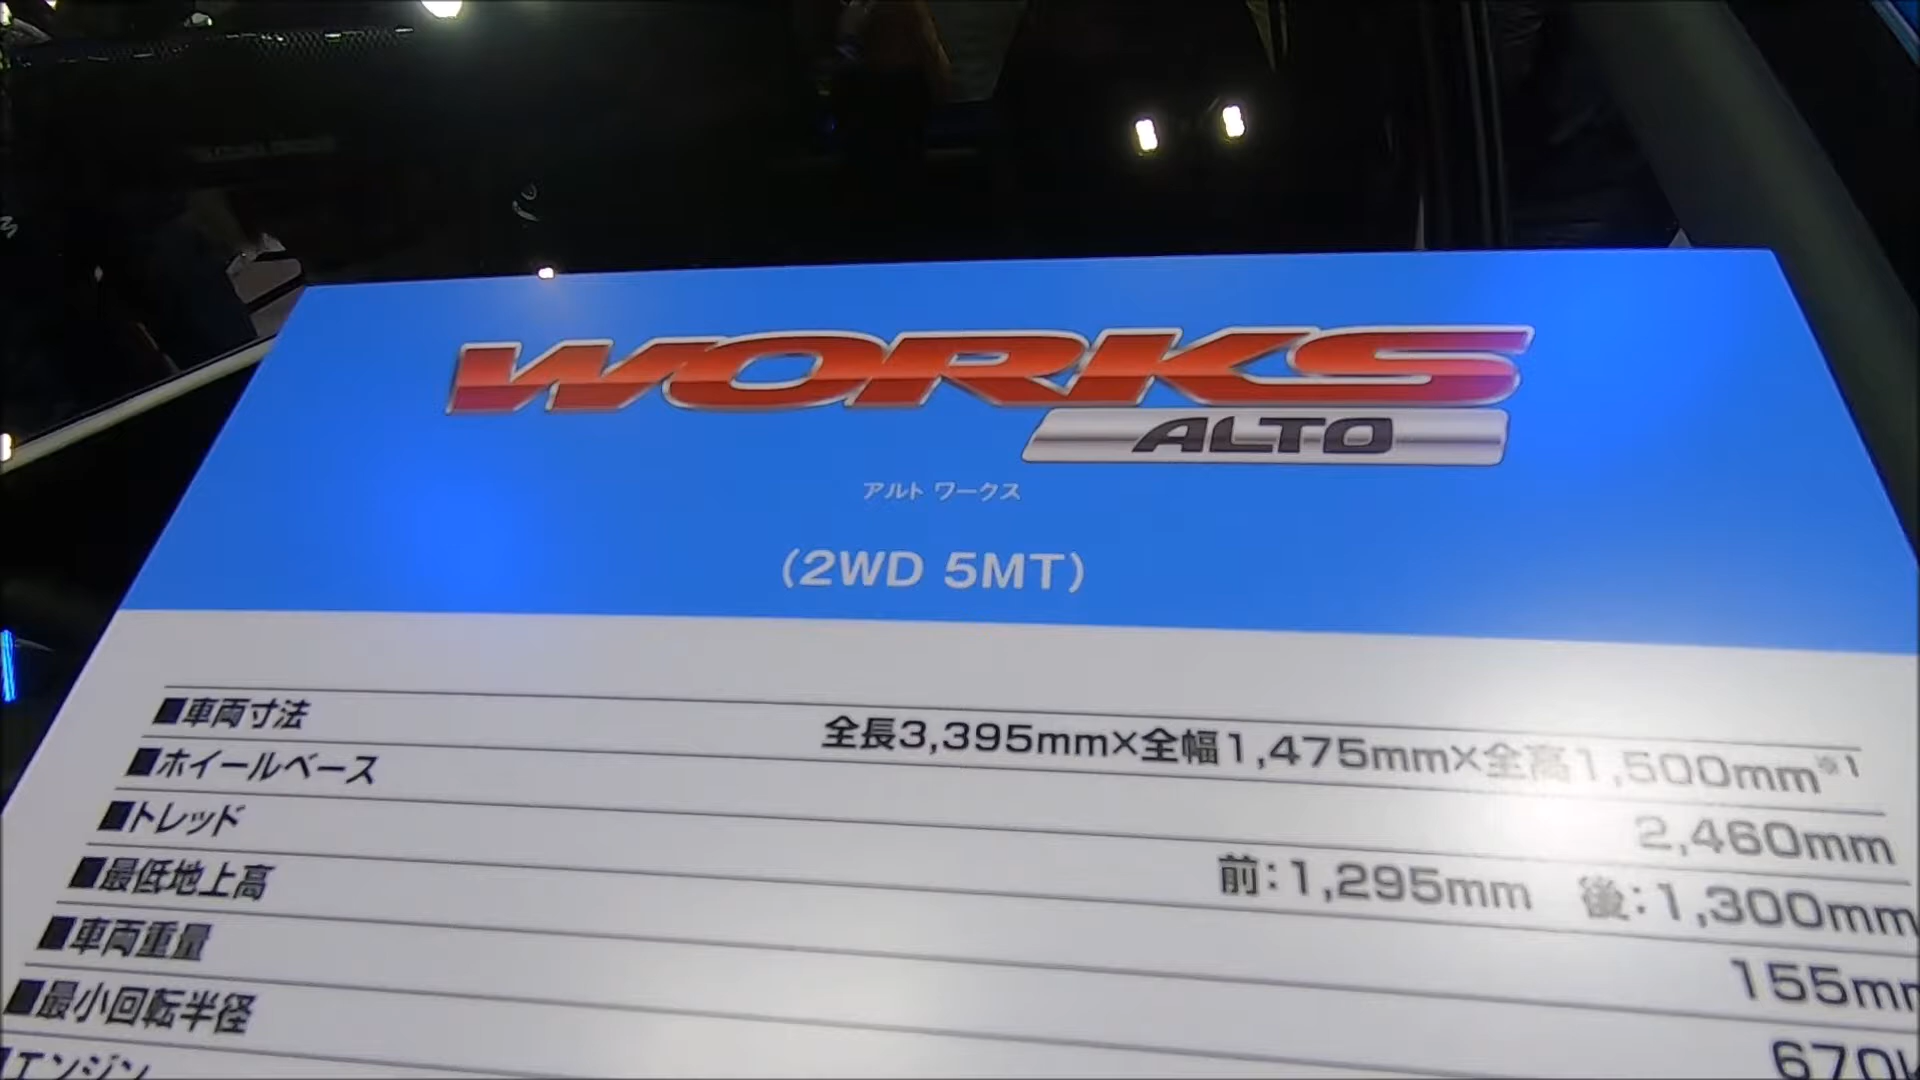 WORKS
ALTO
アルト ワークス
(2WD 5MT)
■車両寸法 全長3,395mm×全幅1,475mm×全高1,500mm※1
■ホイールベース 2,460mm
■トレッド 前:1,295mm 後:1,300mm
■最低地上高 155mm
■車両重量 670k
■最小回転半径
■エンジン